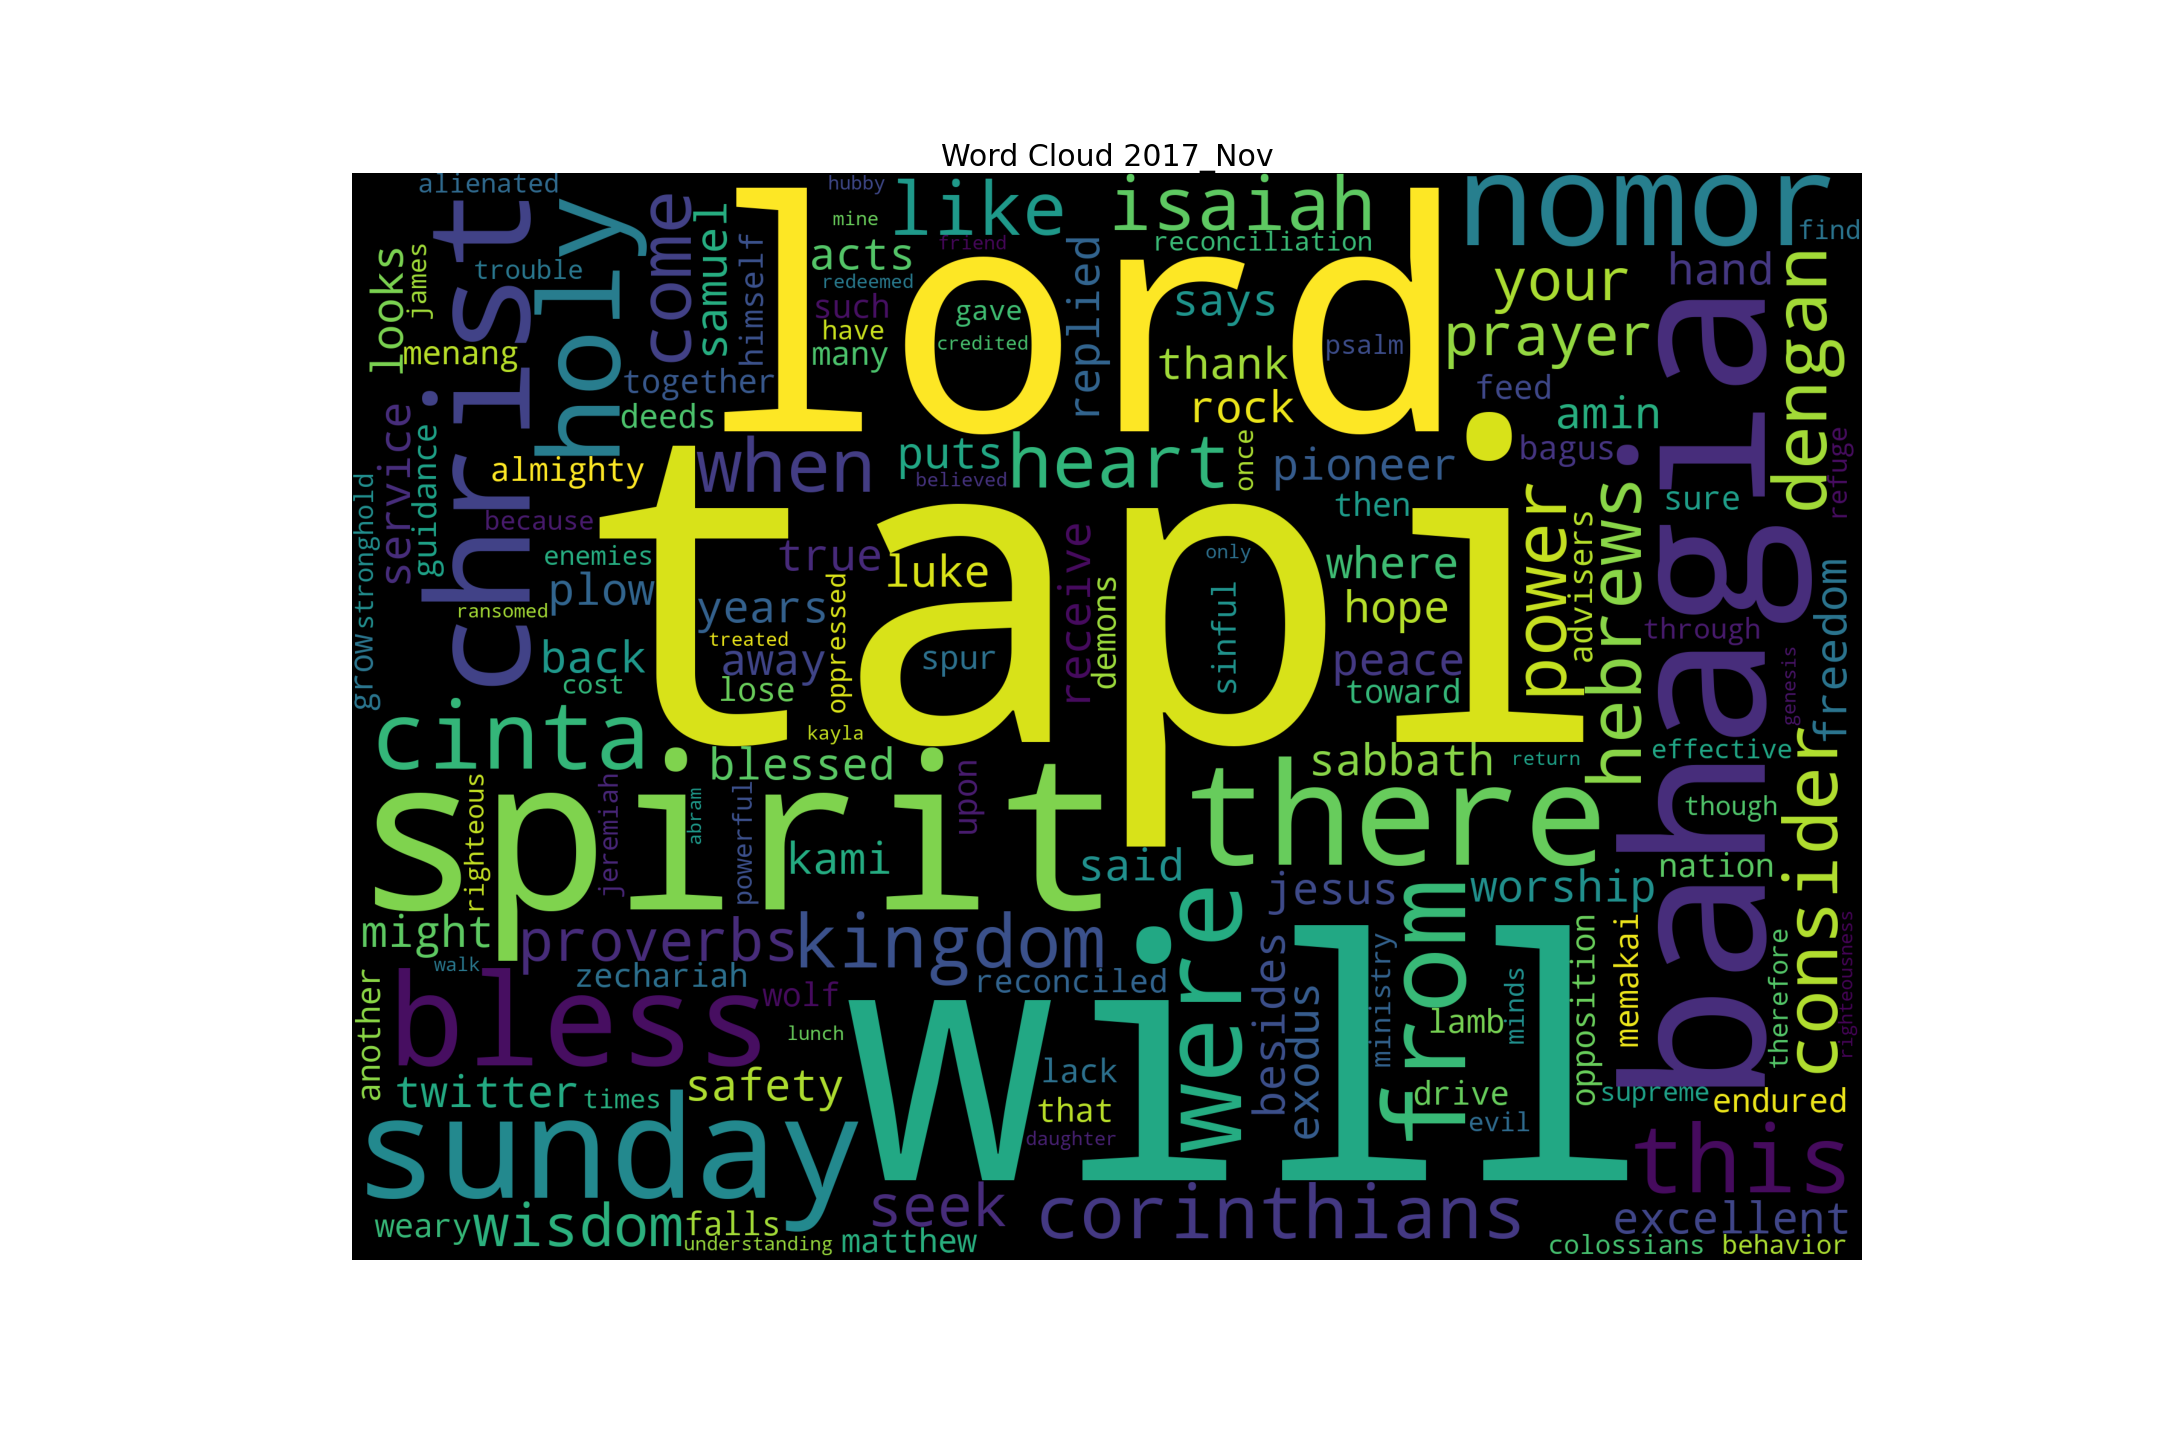 Word Cloud 2017_Nov
alienated
hubby
like
isaiah
nomor
christ
holy
come
samuel
lord
mine
friend
find
looks
james
trouble
himself
acts
redeemed
replied
reconciliation
says
your
hand
dengan
menang
such
have
many
gave
credited
thank
psalm
prayer
together
deeds
rock
feed
amin
service
guidance
almighty
when
puts
believed
heart
once
pioneer
bagus
refuge
stronghold
because
then
sure
bahagia
hebrews
power
advisers
tapi
enemies
true
luke
receive
only
where
plow
ransomed
years
oppressed
demons
sinful
hope
through
freedom
grow
back
treated
away
spur
peace
genesis
cost
lose
toward
cinta
kayla
blessed
upon
sabbath
return
effective
consider
spirit
there
righteous
jeremiah
abram
powerful
though
kami
said
jesus
worship
nation
might
proverbs
kingdom
were
from
walk
zechariah
wolf
reconciled
besides
exodus
ministry
minds
opposition
memakai
therefore
righteousness
another
bless
lunch
will
lamb
twitter
times
safety
lack
that
daughter
drive
evil
supreme
endured
sunday
this
weary
wisdom
falls
understanding
seek
matthew
corinthians
excellent
colossians
behavior